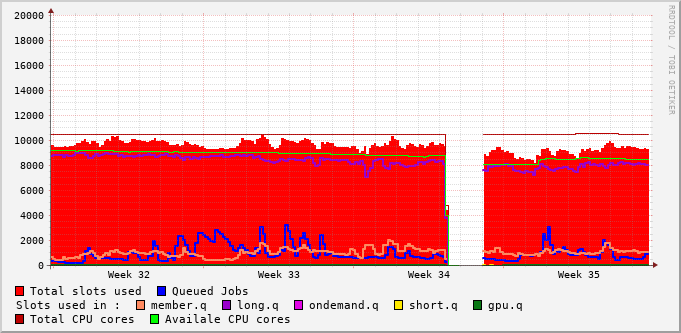 20000
18000
16000
14000
12000
10000
8000
6000
4000
2000
0
Week 32 Week 33 Week 34 Week 35
Total slots used Queued Jobs
Slots used in : member.q long.q ondemand.q short.q gpu.q
Total CPU cores Availale CPU cores
RRDTOOL / TOBI OETIKER